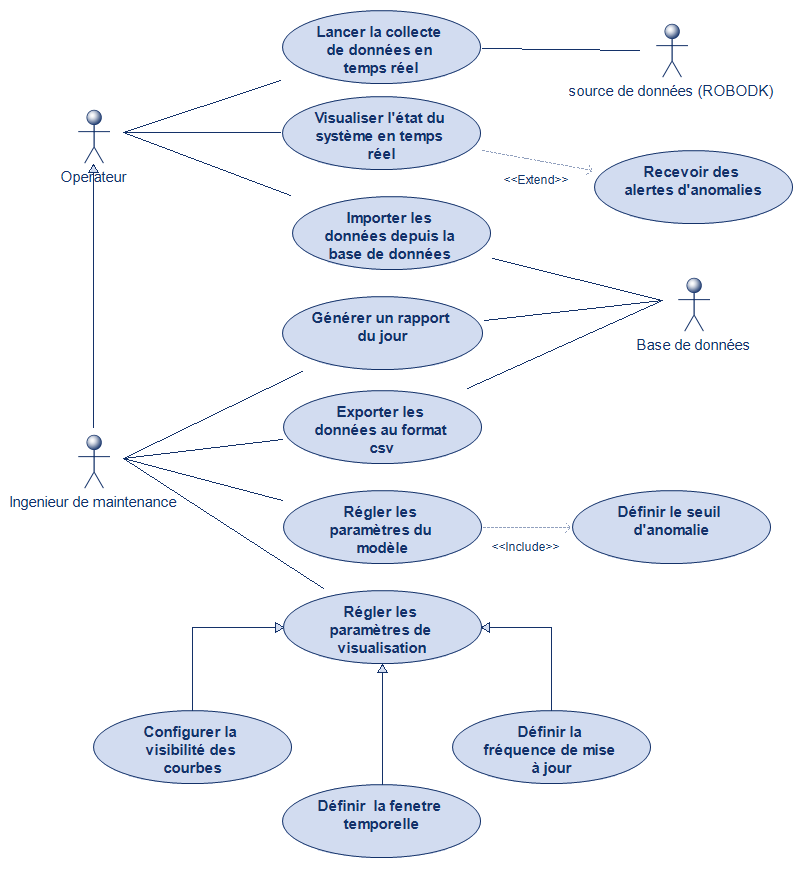 Lancer la collecte
de données en
temps réel
source de données (ROBODK)
Visualiser l'état du
système en temps
réel
Opérateur
<<Extend>>
Recevoir des
alertes d'anomalies
Importer les
données depuis la
base de données
Générer un rapport
du jour
Base de données
Exporter les
données au format
csv
Ingenieur de maintenance
Régler les
paramètres du
modèle
<<Include>>
Définir le seuil
d'anomalie
Régler les
paramètres de
visualisation
Configurer la
visibilité des
courbes
Définir la
fréquence de mise
à jour
Définir la fenetre
temporelle